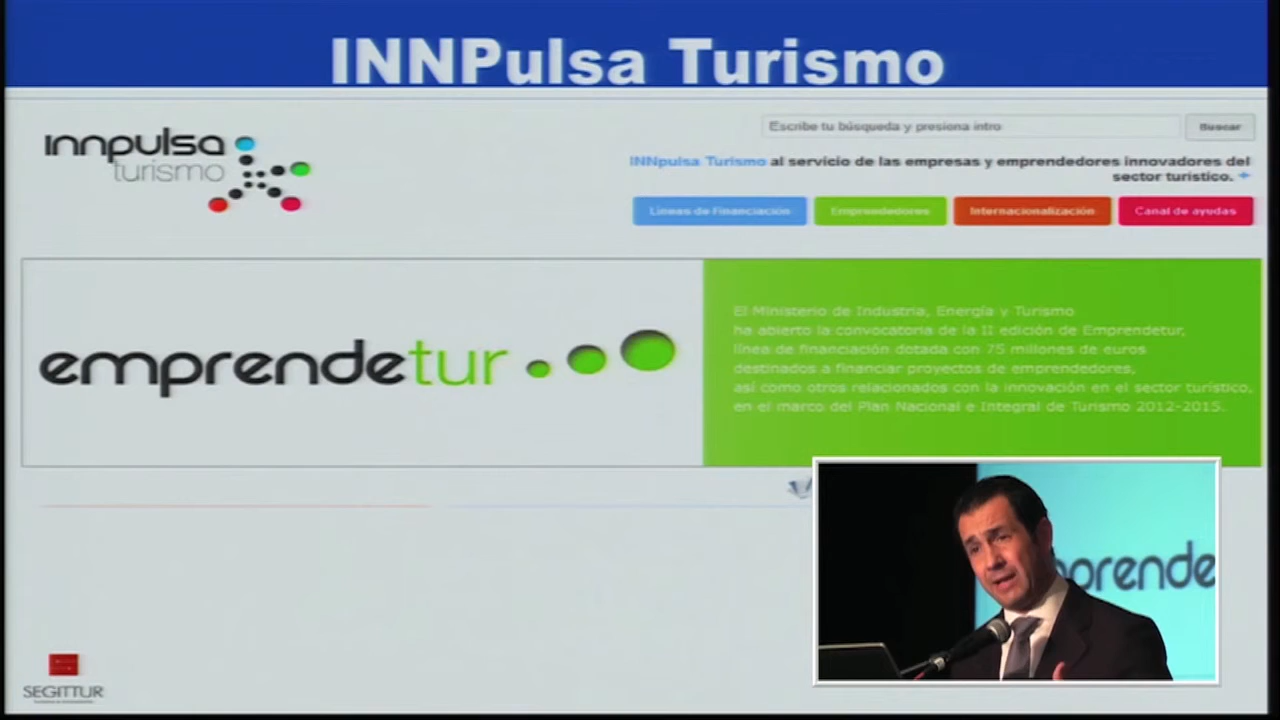 INNPulsa Turismo
innpulsa
turismo
Escribe tu búsqueda y presiona intro
Buscar
INNpulsa Turismo al servicio de las empresas y emprendedores innovadores del
sector turístico. +
Lineas de Financiación
Emprendedores
Internacionalización
Canal de ayudas
emprendetur
El Ministerio de Industria, Energía y Turismo
ha abierto la convocatoria de la II edición de Emprendetur,
línea de financiación dotada con 75 millones de euros
destinados a financiar proyectos de emprendedores,
así como otros relacionados con la innovación en el sector turístico,
en el marco del Plan Nacional e Integral de Turismo 2012-2015.
prende
SEGITTUR